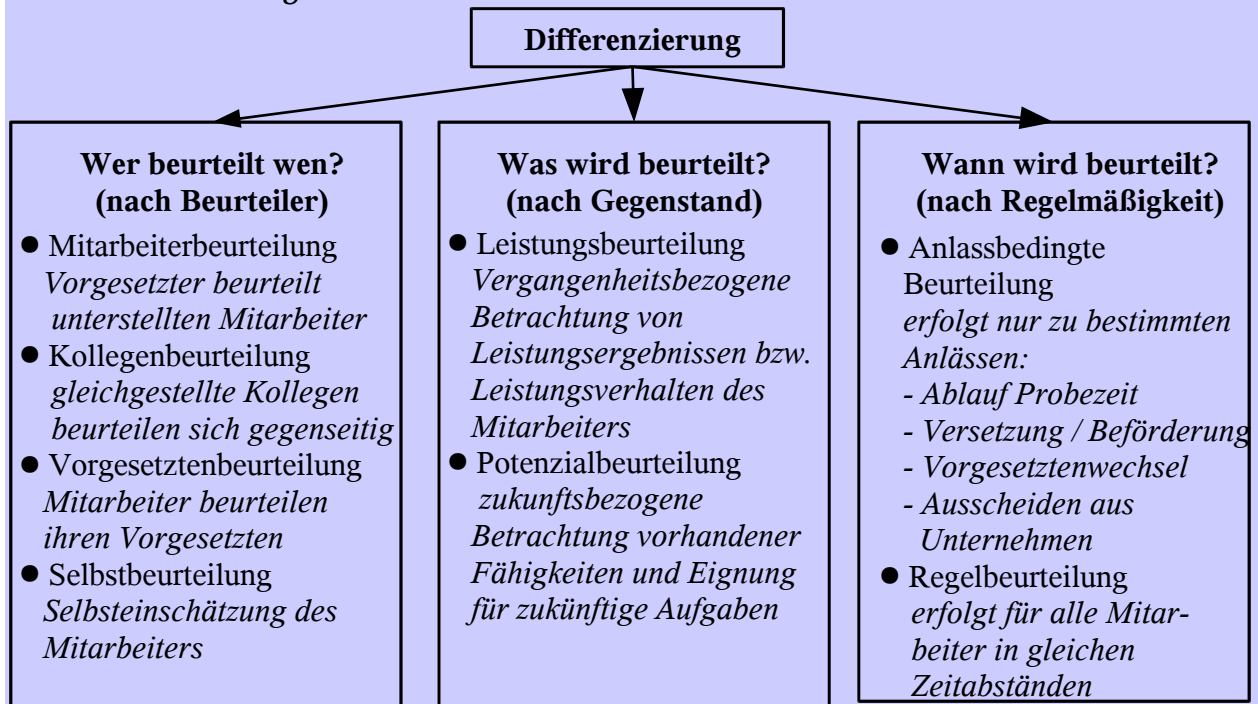 Differenzierung
Wer beurteilt wen?
(nach Beurteiler)
● Mitarbeiterbeurteilung
Vorgesetzter beurteilt
unterstellten Mitarbeiter
● Kollegenbeurteilung
gleichgestellte Kollegen
beurteilen sich gegenseitig
● Vorgesetztenbeurteilung
Mitarbeiter beurteilen
ihren Vorgesetzten
● Selbstbeurteilung
Selbsteinschätzung des
Mitarbeiters
Was wird beurteilt?
(nach Gegenstand)
● Leistungsbeurteilung
Vergangenheitsbezogene
Betrachtung von
Leistungsergebnissen bzw.
Leistungsverhalten des
Mitarbeiters
● Potenzialbeurteilung
zukunftsbezogene
Betrachtung vorhandener
Fähigkeiten und Eignung
für zukünftige Aufgaben
Wann wird beurteilt?
(nach Regelmäßigkeit)
● Anlassbedingte
Beurteilung
erfolgt nur zu bestimmten
Anlässen:
- Ablauf Probezeit
- Versetzung / Beförderung
- Vorgesetztenwechsel
- Ausscheiden aus
Unternehmen
● Regelbeurteilung
erfolgt für alle Mitar-
beiter in gleichen
Zeitabständen